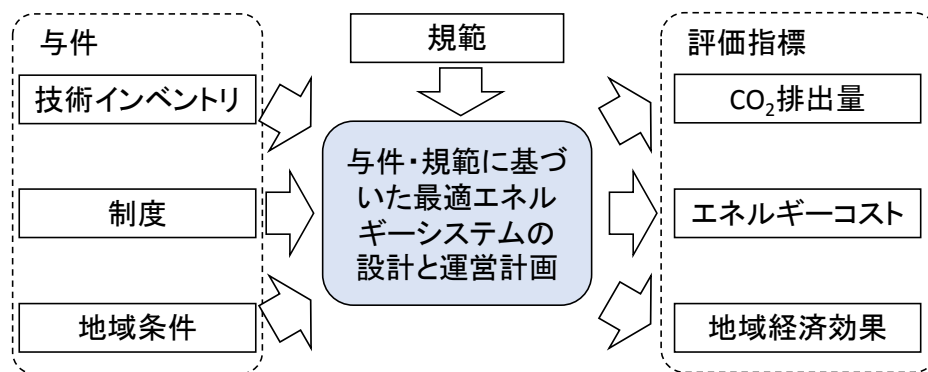 与件
技術インベントリ
制度
地域条件
規範
与件・規範に基づ
いた最適エネル
ギーシステムの
設計と運営計画
評価指標
CO₂排出量
エネルギーコスト
地域経済効果